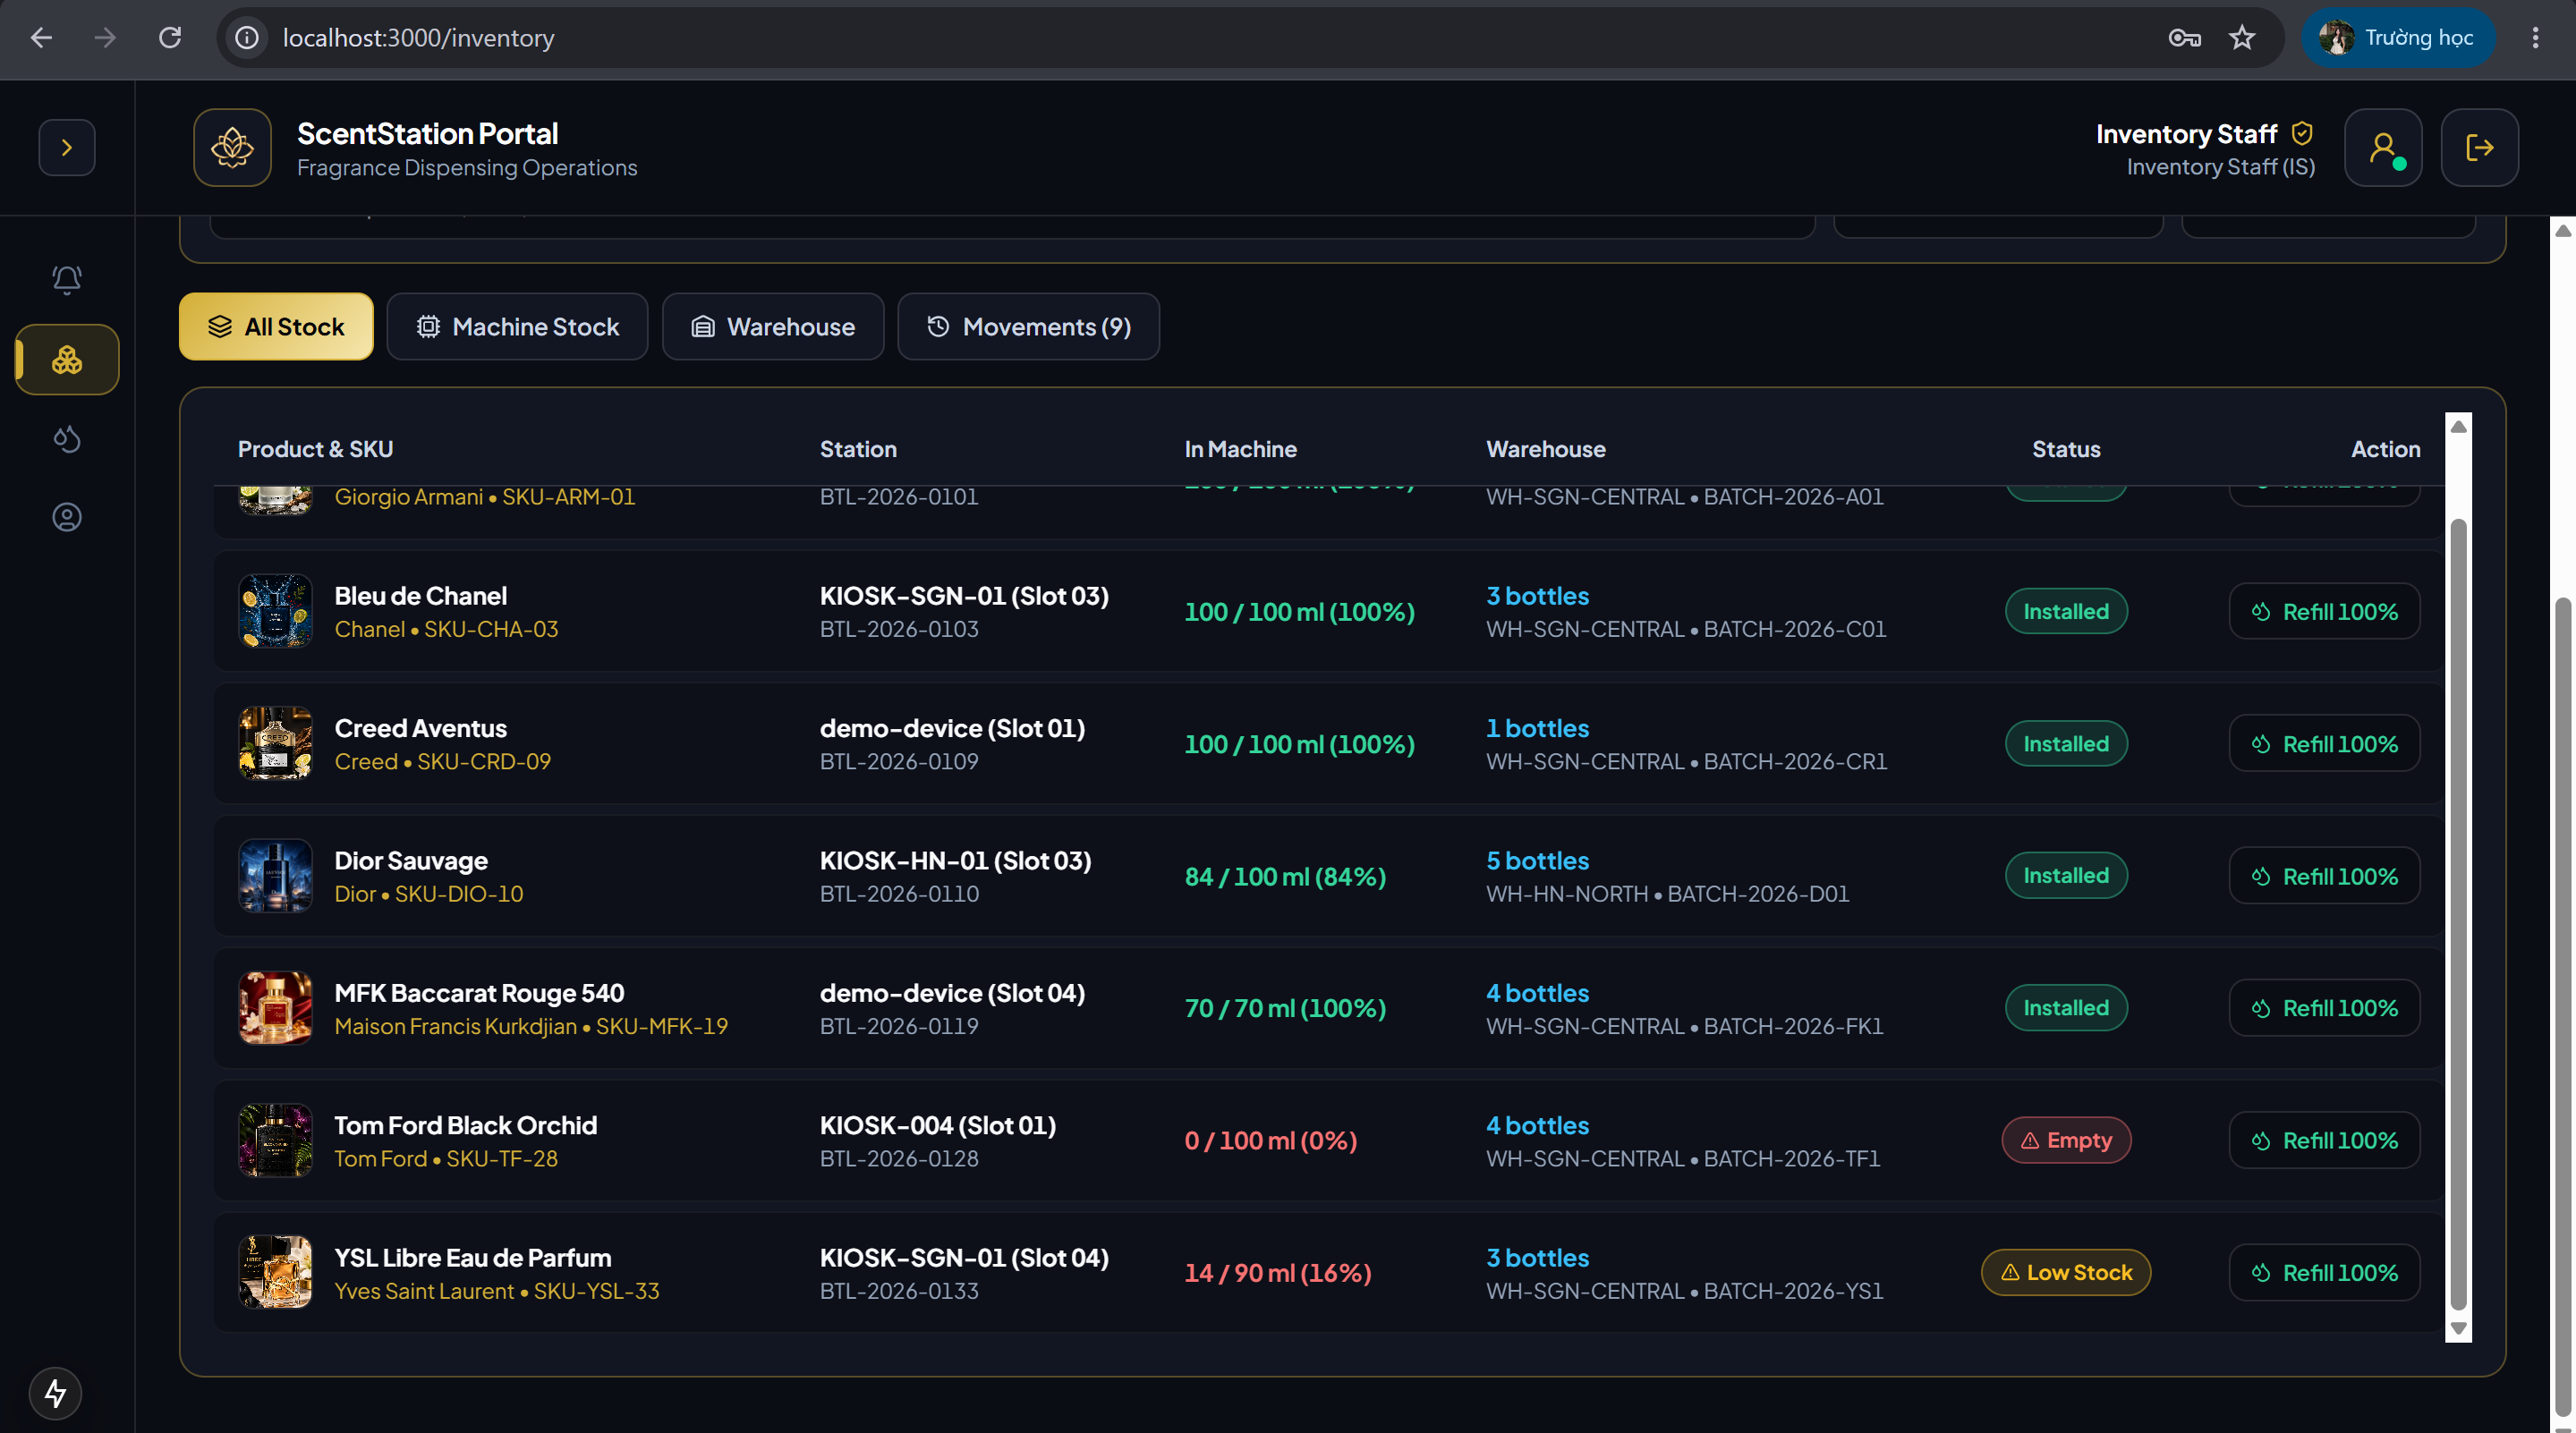 localhost:3000/inventory
Trường học
ScentStation Portal
Fragrance Dispensing Operations
Inventory Staff
Inventory Staff (IS)
All Stock
Machine Stock
Warehouse
Movements (9)
Product & SKU
Station
In Machine
Warehouse
Status
Action
Giorgio Armani • SKU-ARM-01
BTL-2026-0101
WH-SGN-CENTRAL • BATCH-2026-A01
Bleu de Chanel
Chanel • SKU-CHA-03
KIOSK-SGN-01 (Slot 03)
BTL-2026-0103
100 / 100 ml (100%)
3 bottles
WH-SGN-CENTRAL • BATCH-2026-C01
Installed
Refill 100%
Creed Aventus
Creed • SKU-CRD-09
demo-device (Slot 01)
BTL-2026-0109
100 / 100 ml (100%)
1 bottles
WH-SGN-CENTRAL • BATCH-2026-CR1
Installed
Refill 100%
Dior Sauvage
Dior • SKU-DIO-10
KIOSK-HN-01 (Slot 03)
BTL-2026-0110
84 / 100 ml (84%)
5 bottles
WH-HN-NORTH • BATCH-2026-D01
Installed
Refill 100%
MFK Baccarat Rouge 540
Maison Francis Kurkdjian • SKU-MFK-19
demo-device (Slot 04)
BTL-2026-0119
70 / 70 ml (100%)
4 bottles
WH-SGN-CENTRAL • BATCH-2026-FK1
Installed
Refill 100%
Tom Ford Black Orchid
Tom Ford • SKU-TF-28
KIOSK-004 (Slot 01)
BTL-2026-0128
0 / 100 ml (0%)
4 bottles
WH-SGN-CENTRAL • BATCH-2026-TF1
Empty
Refill 100%
YSL Libre Eau de Parfum
Yves Saint Laurent • SKU-YSL-33
KIOSK-SGN-01 (Slot 04)
BTL-2026-0133
14 / 90 ml (16%)
3 bottles
WH-SGN-CENTRAL • BATCH-2026-YS1
Low Stock
Refill 100%